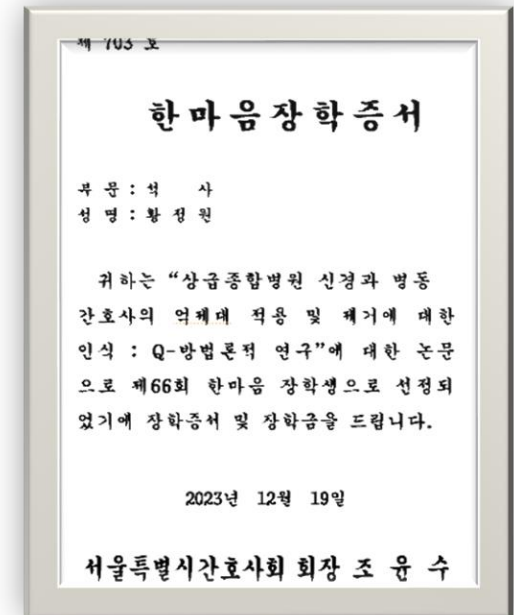 제 703 호
한마음장학증서
부 문 : 석 사
성 명 : 황 정 원
귀하는 “상급종합병원 신경과 병동
간호사의 억제대 적용 및 제거에 대한
인식 : Q-방법론적 연구”에 대한 논문
으로 제66회 한마음 장학생으로 선정되
었기에 장학증서 및 장학금을 드립니다.
2023년 12월 19일
서울특별시간호사회 회장 조 윤 수